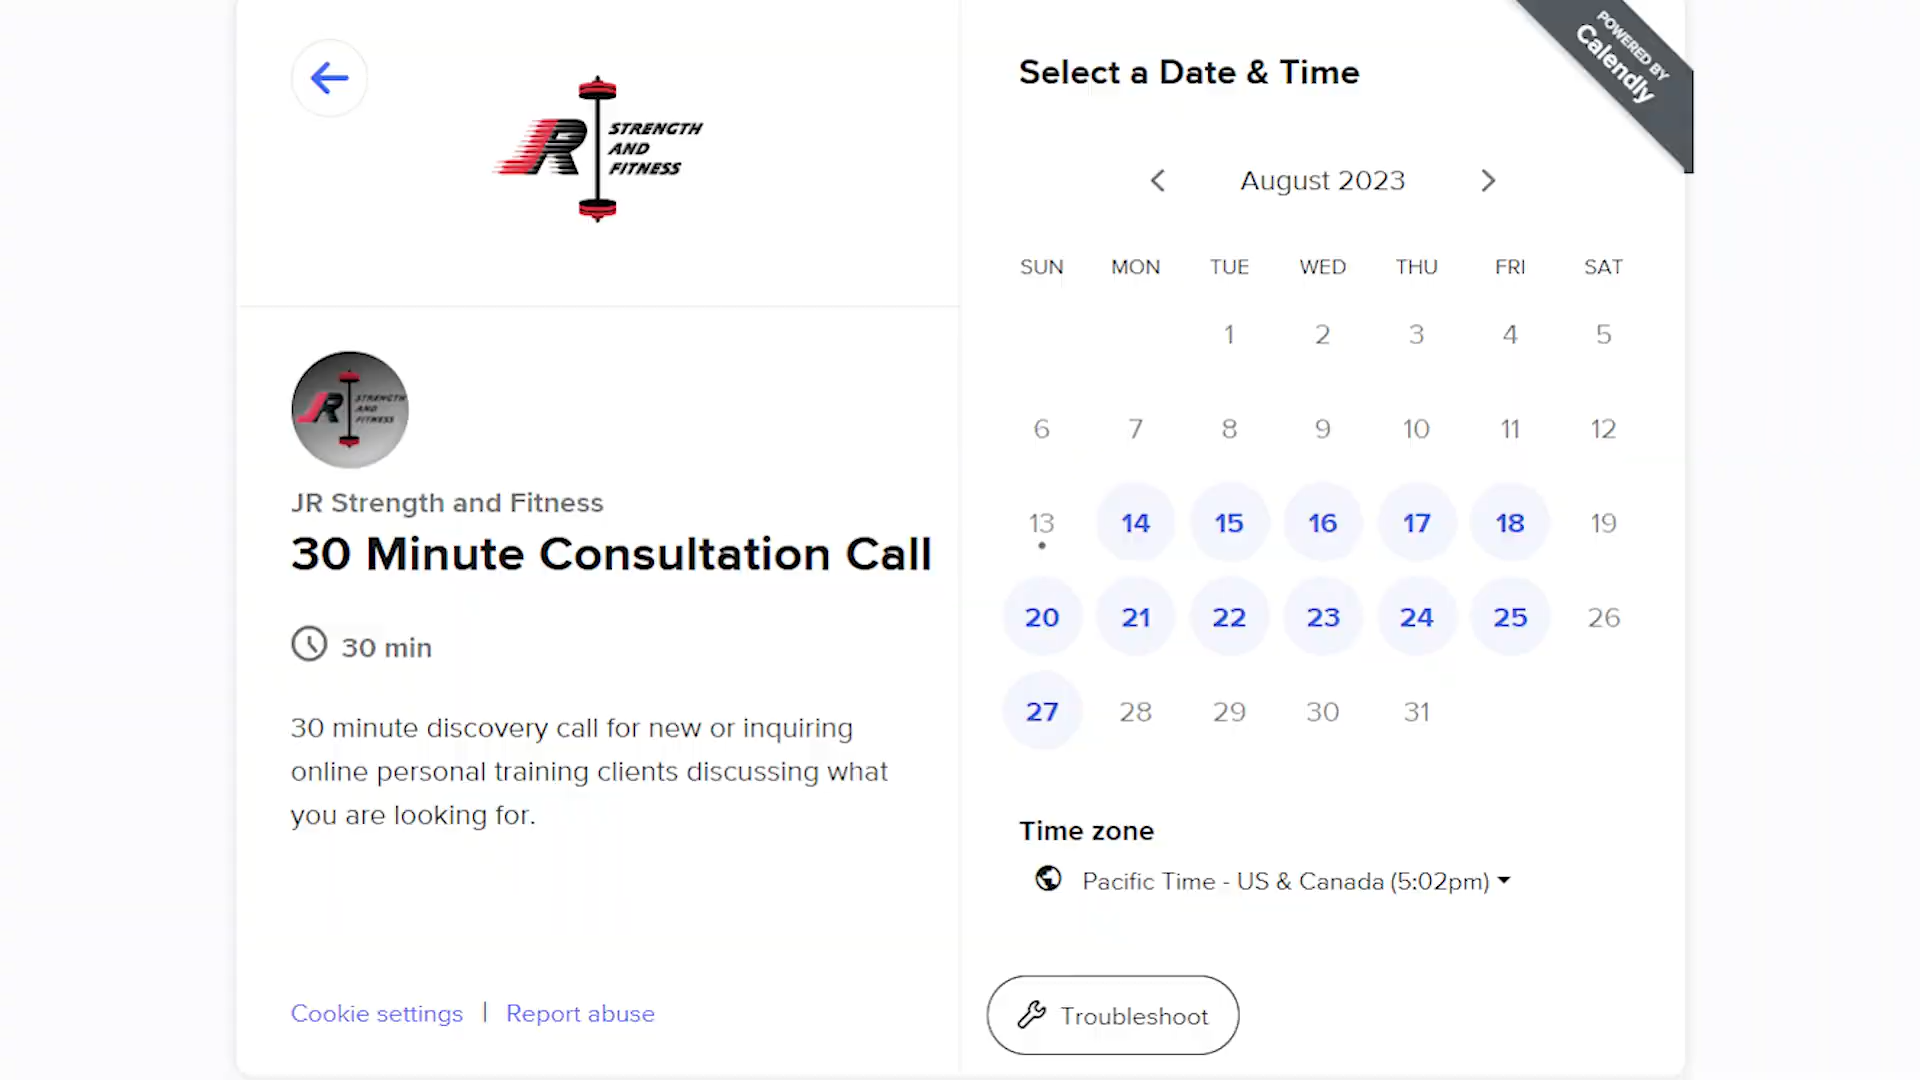 STRENGTH
AND
FITNESS
JR
STRENGTH
AND
FITNESS
JR Strength and Fitness
30 Minute Consultation Call
30 min
30 minute discovery call for new or inquiring
online personal training clients discussing what
you are looking for.
Cookie settings | Report abuse
POWERED BY
Calendly
Select a Date & Time
August 2023
SUN MON TUE WED THU FRI SAT
1 2 3 4 5
6 7 8 9 10 11 12
13 14 15 16 17 18 19
20 21 22 23 24 25 26
27 28 29 30 31
Time zone
Pacific Time - US & Canada (5:02pm)
Troubleshoot